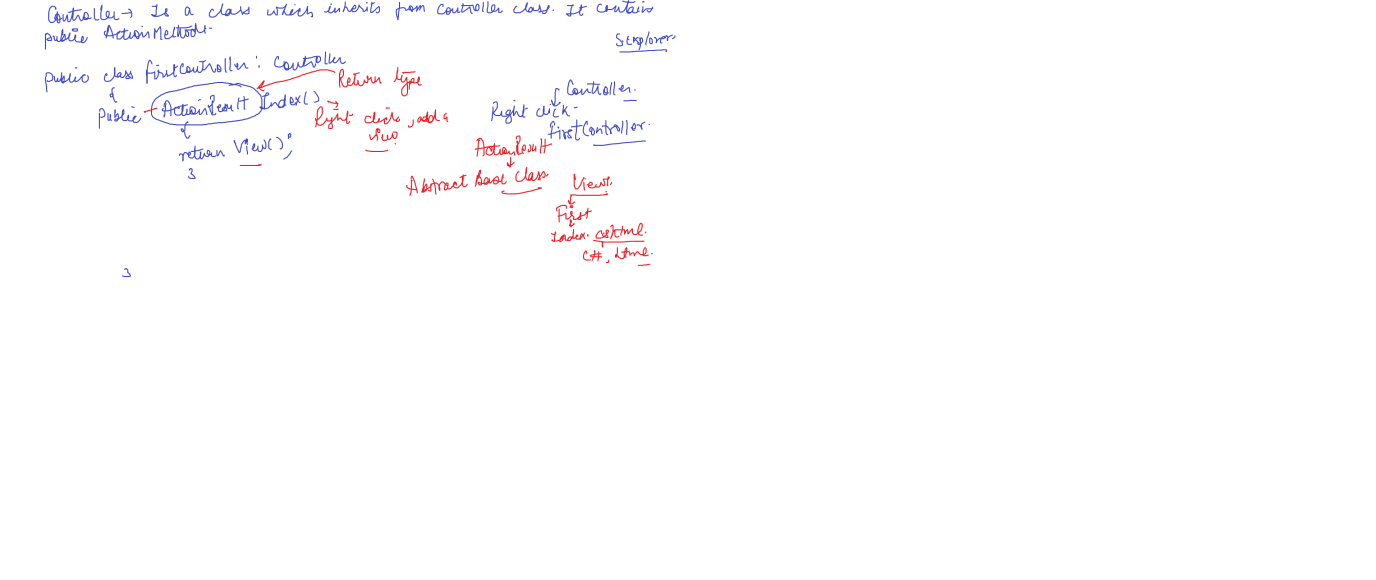 Controller → Is a class which inherits from Controller class. It contains
public ActionMethods.
S Explorer.
public class FirstController : Controller
{
Return type
Public ActionResult Index() →
Right click, add a
view.
{
return View();
}
}
Controller.
Right click -
FirstController.
ActionResult
↓
Abstract Base Class.
Views.
First
Index. cshtml.
C#, html.